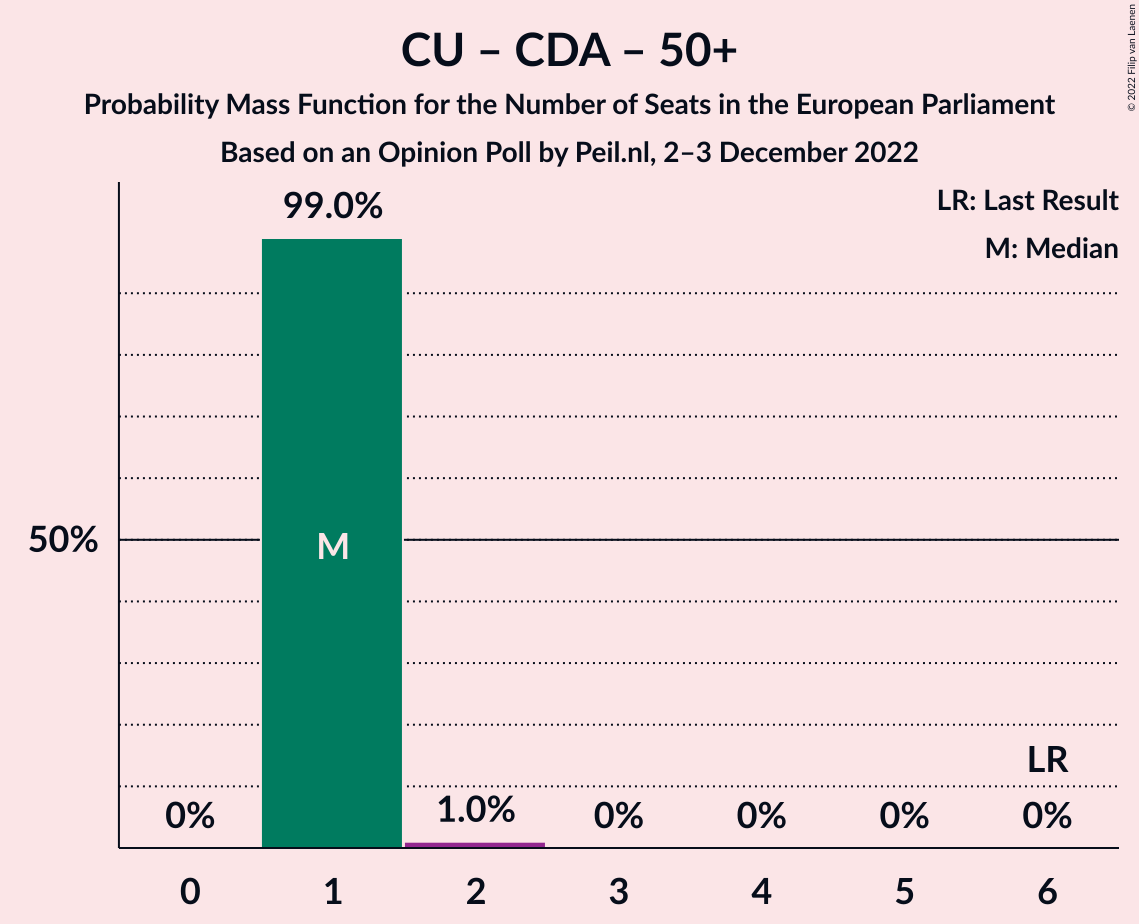 CU – CDA – 50+
Probability Mass Function for the Number of Seats in the European Parliament
Based on an Opinion Poll by Peil.nl, 2–3 December 2022
© 2022 Filip van Laenen
LR: Last Result
M: Median
99.0%
50%
M
LR
0%
1.0%
0%
0%
0%
0%
0
1
2
3
4
5
6